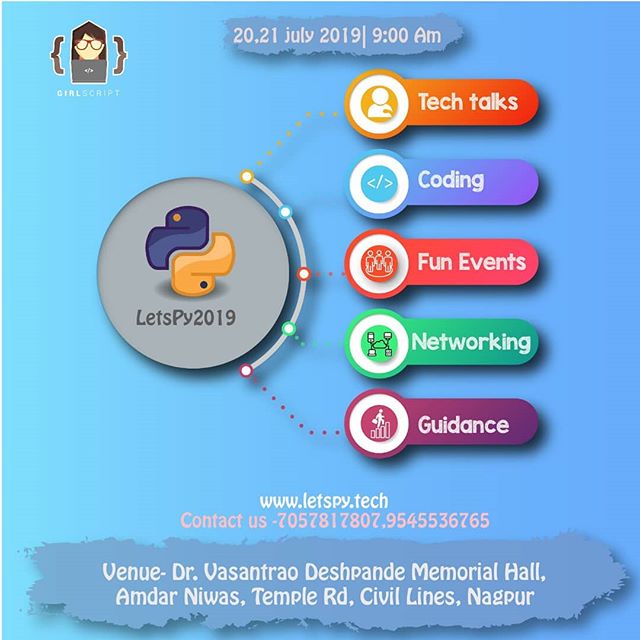 20,21 july 2019| 9:00 Am
{ </> }
GIRLSCRIPT
Tech talks
</> Coding
Fun Events
LetsPy2019
Networking
Guidance
www.letspy.tech
Contact us -7057817807,9545536765
Venue- Dr. Vasantrao Deshpande Memorial Hall,
Amdar Niwas, Temple Rd, Civil Lines, Nagpur